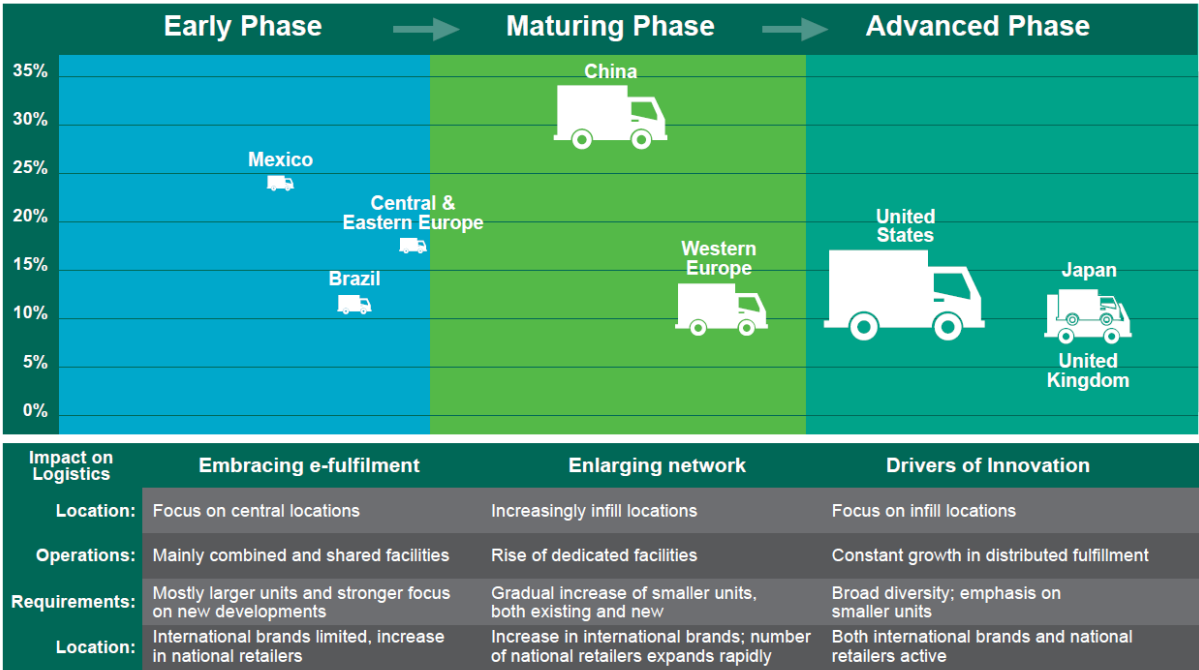 Early Phase
Maturing Phase
Advanced Phase
35%
30%
25%
20%
15%
10%
5%
0%
Mexico
Central &
Eastern Europe
Brazil
China
Western
Europe
United
States
Japan
United
Kingdom
Impact on
Logistics
Embracing e-fulfilment
Enlarging network
Drivers of Innovation
Location:
Focus on central locations
Increasingly infill locations
Focus on infill locations
Operations:
Mainly combined and shared facilities
Rise of dedicated facilities
Constant growth in distributed fulfillment
Requirements:
Mostly larger units and stronger focus
on new developments
Gradual increase of smaller units,
both existing and new
Broad diversity; emphasis on
smaller units
Location:
International brands limited, increase
in national retailers
Increase in international brands; number
of national retailers expands rapidly
Both international brands and national
retailers active